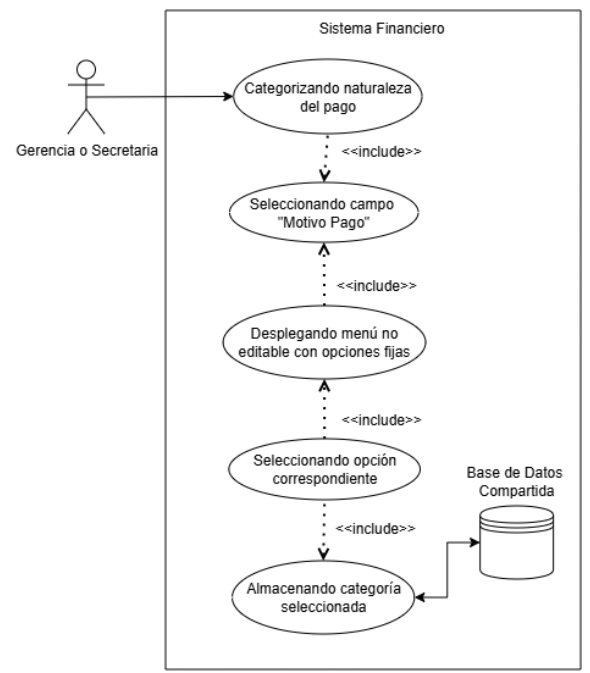 Sistema Financiero
Categorizando naturaleza
del pago
Gerencia o Secretaria
<<include>>
Seleccionando campo
"Motivo Pago"
<<include>>
Desplegando menú no
editable con opciones fijas
<<include>>
Seleccionando opción
correspondiente
Base de Datos
Compartida
<<include>>
Almacenando categoría
seleccionada